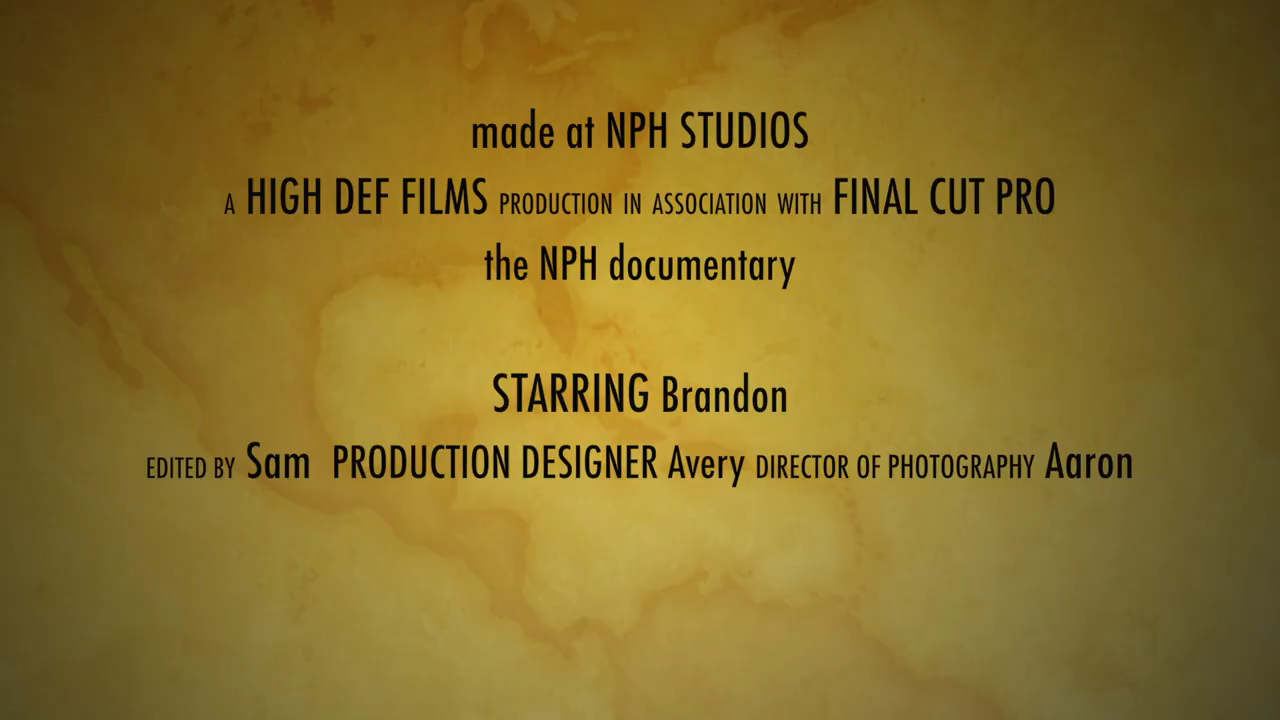 made at NPH STUDIOS
A HIGH DEF FILMS PRODUCTION IN ASSOCIATION WITH FINAL CUT PRO
the NPH documentary
STARRING Brandon
EDITED BY Sam PRODUCTION DESIGNER Avery DIRECTOR OF PHOTOGRAPHY Aaron